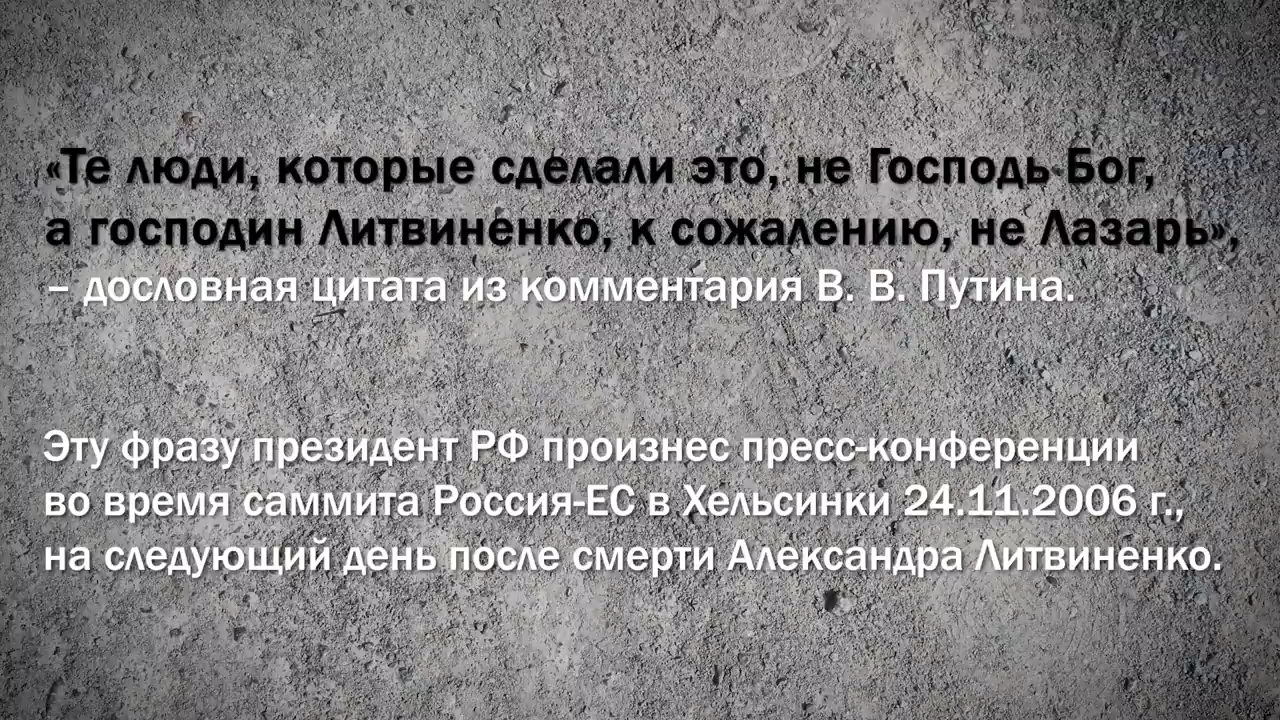 «Те люди, которые сделали это, не Господь Бог,
а господин Литвиненко, к сожалению, не Лазарь»,
– дословная цитата из комментария В. В. Путина.
Эту фразу президент РФ произнес пресс-конференции
во время саммита Россия-ЕС в Хельсинки 24.11.2006 г.,
на следующий день после смерти Александра Литвиненко.